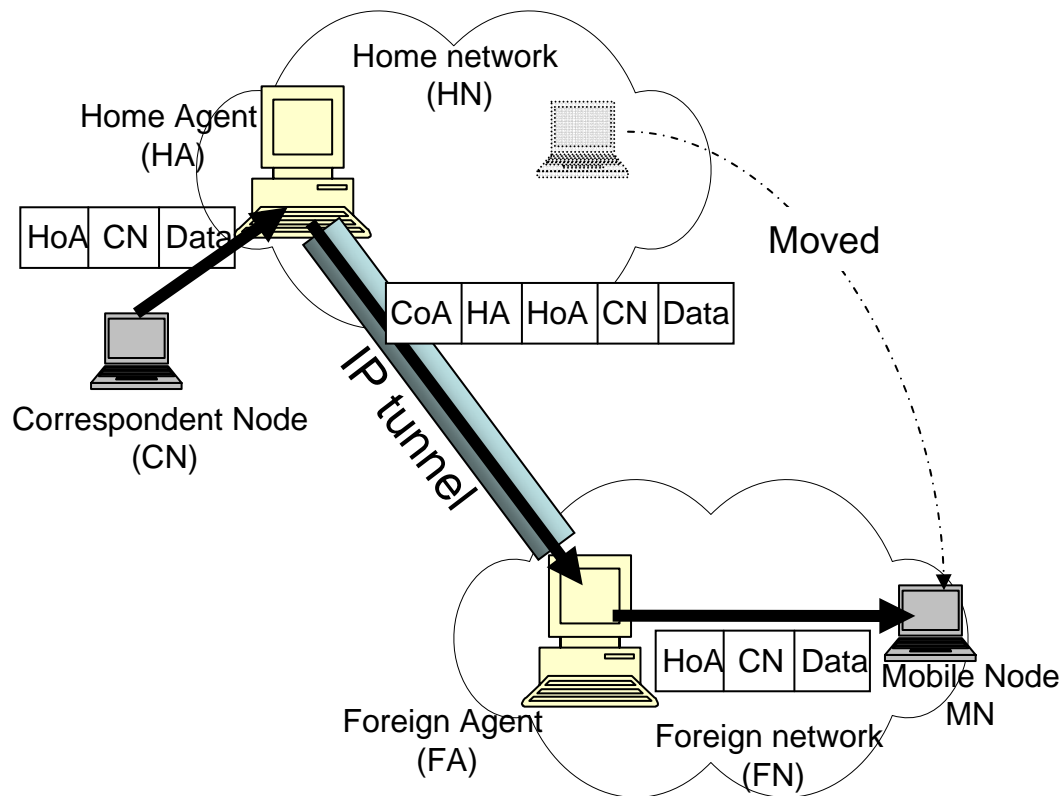 Home network
(HN)
Home Agent
(HA)
HoA CN Data
Moved
CoA HA HoA CN Data
IP tunnel
Correspondent Node
(CN)
HoA CN Data
Mobile Node
MN
Foreign Agent
(FA)
Foreign network
(FN)